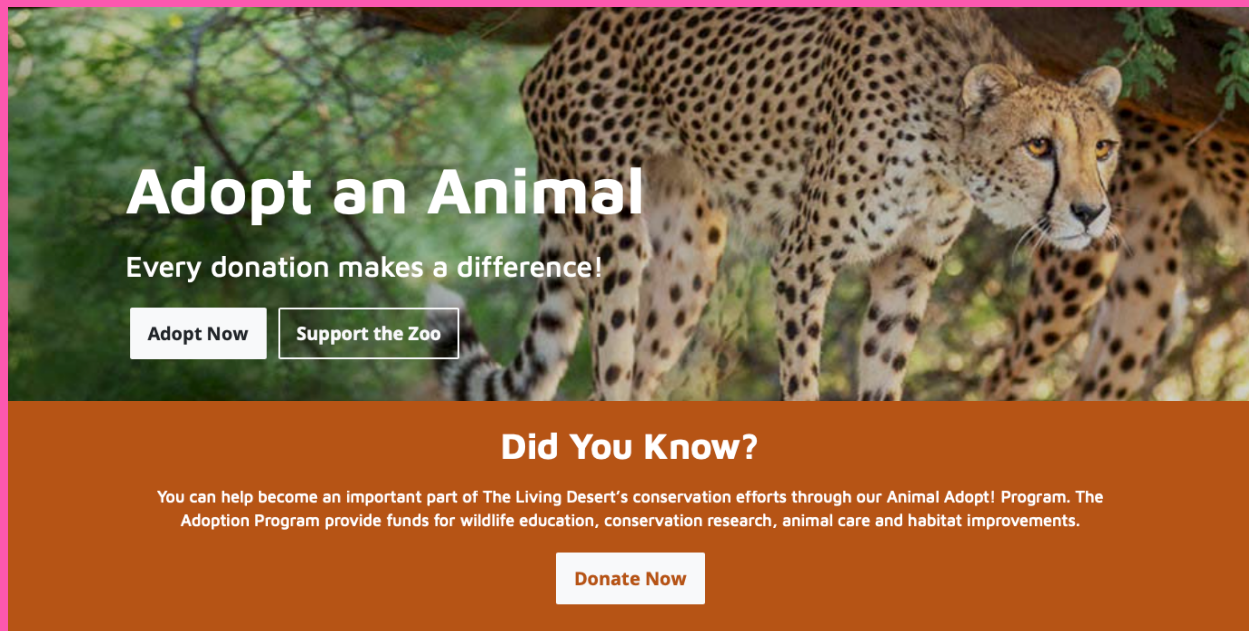 Adopt an Animal
Every donation makes a difference!
Adopt Now
Support the Zoo
Did You Know?
You can help become an important part of The Living Desert’s conservation efforts through our Animal Adopt! Program. The
Adoption Program provide funds for wildlife education, conservation research, animal care and habitat improvements.
Donate Now